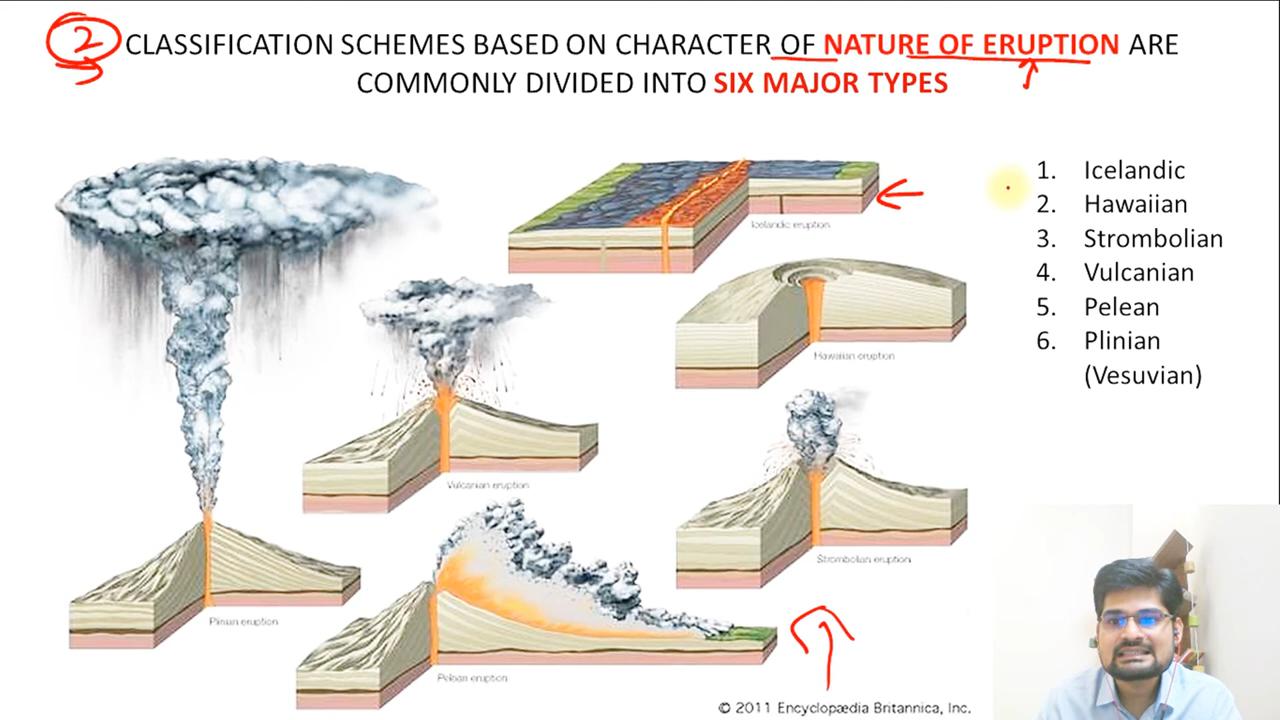 2 CLASSIFICATION SCHEMES BASED ON CHARACTER OF NATURE OF ERUPTION ARE
COMMONLY DIVIDED INTO SIX MAJOR TYPES
1. Icelandic
2. Hawaiian
3. Strombolian
4. Vulcanian
5. Pelean
6. Plinian
(Vesuvian)
Icelandic eruption
Hawaiian eruption
Vulcanian eruption
Strombolian eruption
Plinian eruption
Pelean eruption
© 2011 Encyclopædia Britannica, Inc.